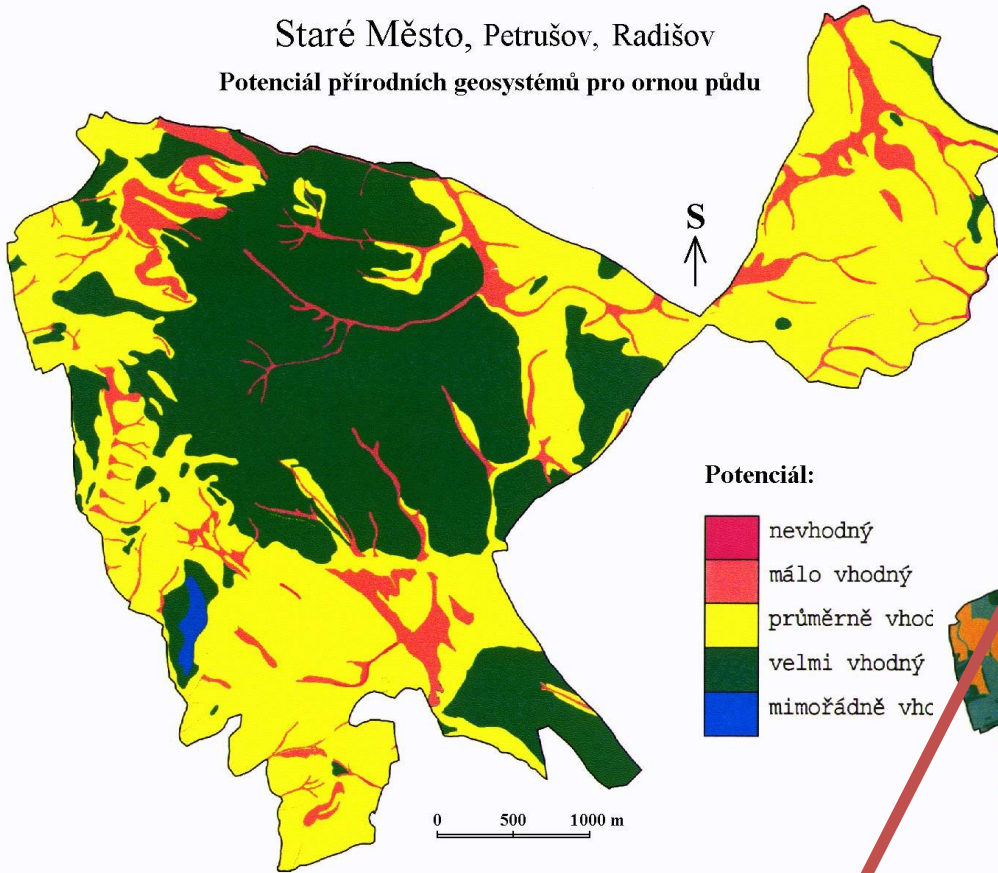 Staré Město, Petrušov, Radišov
Potenciál přírodních geosystémů pro ornou půdu
S
Potenciál:
nevhodný
málo vhodný
průměrně vhod
velmi vhodný
mimořádně vho
0 500 1000 m